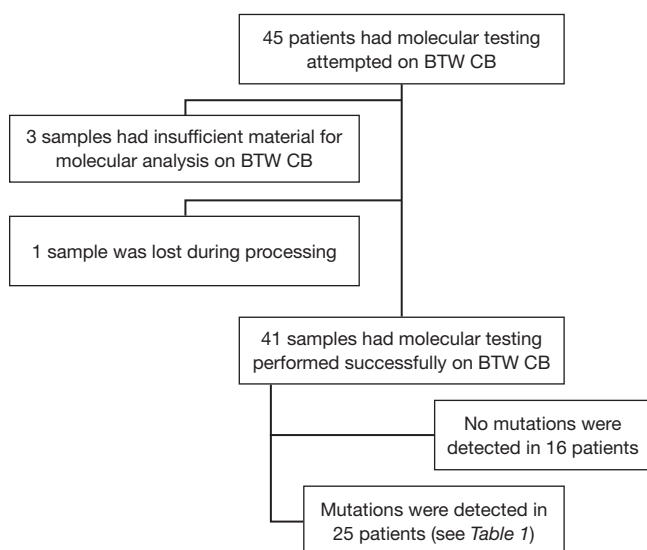 45 patients had molecular testing
attempted on BTW CB
3 samples had insufficient material for
molecular analysis on BTW CB
1 sample was lost during processing
41 samples had molecular testing
performed successfully on BTW CB
No mutations were
detected in 16 patients
Mutations were detected in
25 patients (see Table 1)